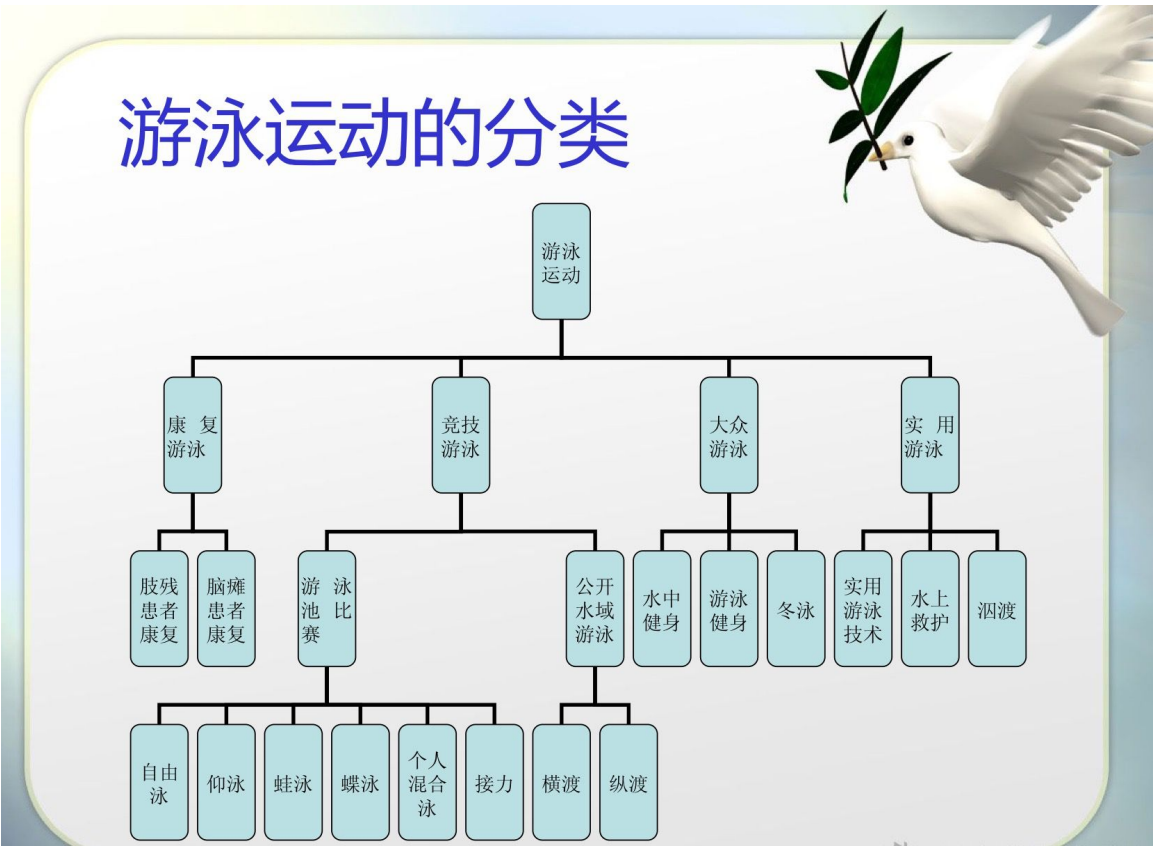 游泳运动的分类
游泳
运动
康 复
游泳
竞技
游泳
大众
游泳
实 用
游泳
肢残
患者
康复
脑瘫
患者
康复
游 泳
池 比
赛
公开
水域
游泳
水中
健身
游泳
健身
冬泳
实用
游泳
技术
水上
救护
泅渡
自由
泳
仰泳
蛙泳
蝶泳
个人
混合
泳
接力
横渡
纵渡